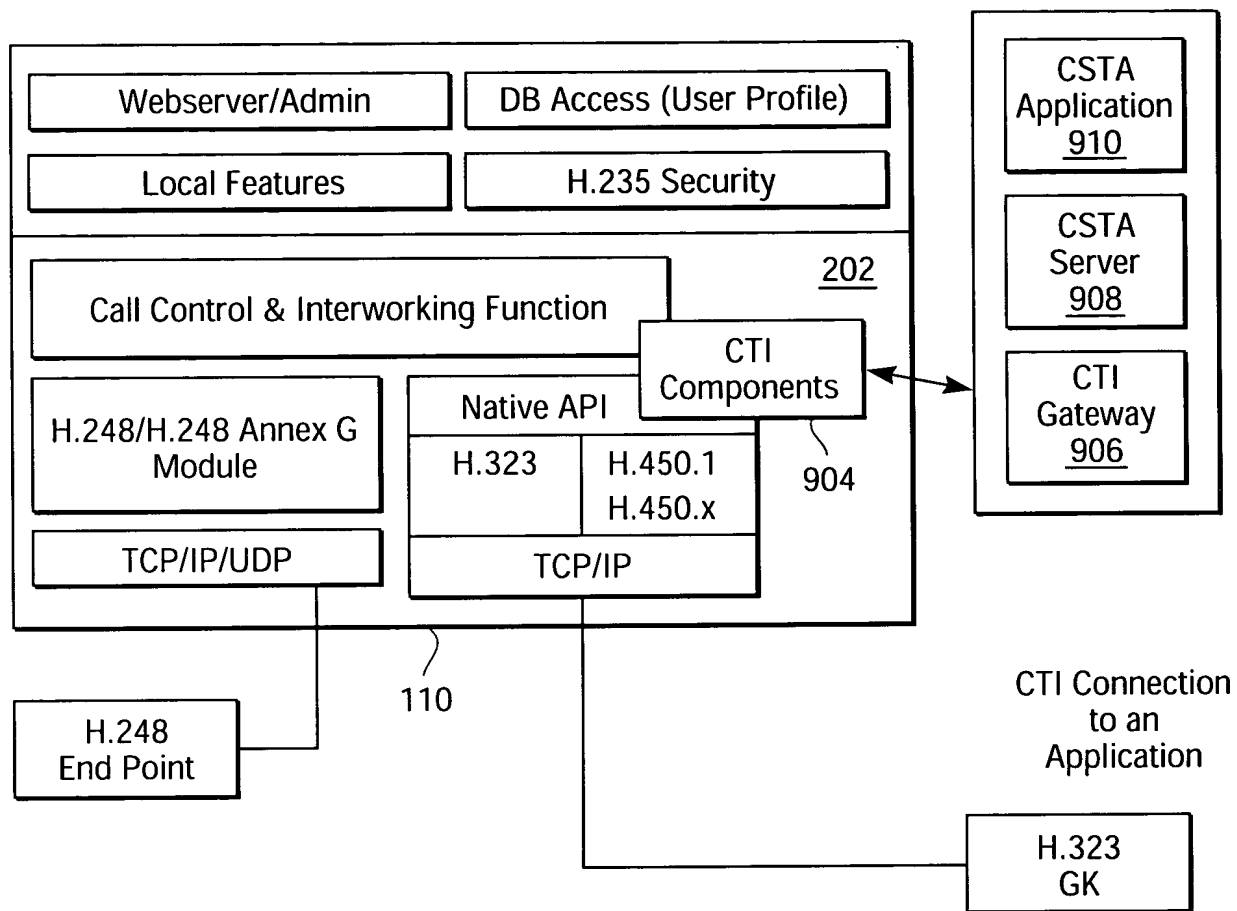 Webserver/Admin
DB Access (User Profile)
Local Features
H.235 Security
202
Call Control & Interworking Function
CTI
Components
904
H.248/H.248 Annex G
Module
Native API
H.323
H.450.1
H.450.x
TCP/IP/UDP
TCP/IP
110
H.248
End Point
CSTA
Application
910
CSTA
Server
908
CTI
Gateway
906
CTI Connection
to an
Application
H.323
GK